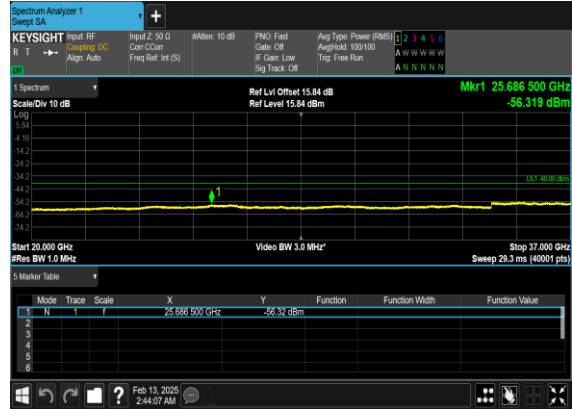 Spectrum Analyzer 1
Swept SA
+
KEYSIGHT Input: RF Input Z: 50 Ω #Atten: 10 dB PNO: Fast Avg Type: Power (RMS) 1 2 3 4 5 6
R T Coupling: DC Corr CCorr Gate: Off Avg|Hold: 100/100 A W W W W W
Align: Auto Freq Ref: Int (S) IF Gain: Low Trig: Free Run
LW Sig Track: Off A N N N N N
1 Spectrum Ref Lvl Offset 15.84 dB Mkr1 25.686 500 GHz
Scale/Div 10 dB Ref Level 15.84 dBm -56.319 dBm
Log
5.84
-4.16
-14.2
-24.2
-34.2 DL1 -40.00 dBm
-44.2 1
-54.2
-64.2
-74.2
Start 20.000 GHz Video BW 3.0 MHz* Stop 37.000 GHz
#Res BW 1.0 MHz Sweep 29.3 ms (40001 pts)
5 Marker Table
Mode Trace Scale X Y Function Function Width Function Value
1 N 1 f 25.686 500 GHz -56.32 dBm
2
3
4
5
6
? Feb 13, 2025
2:44:07 AM